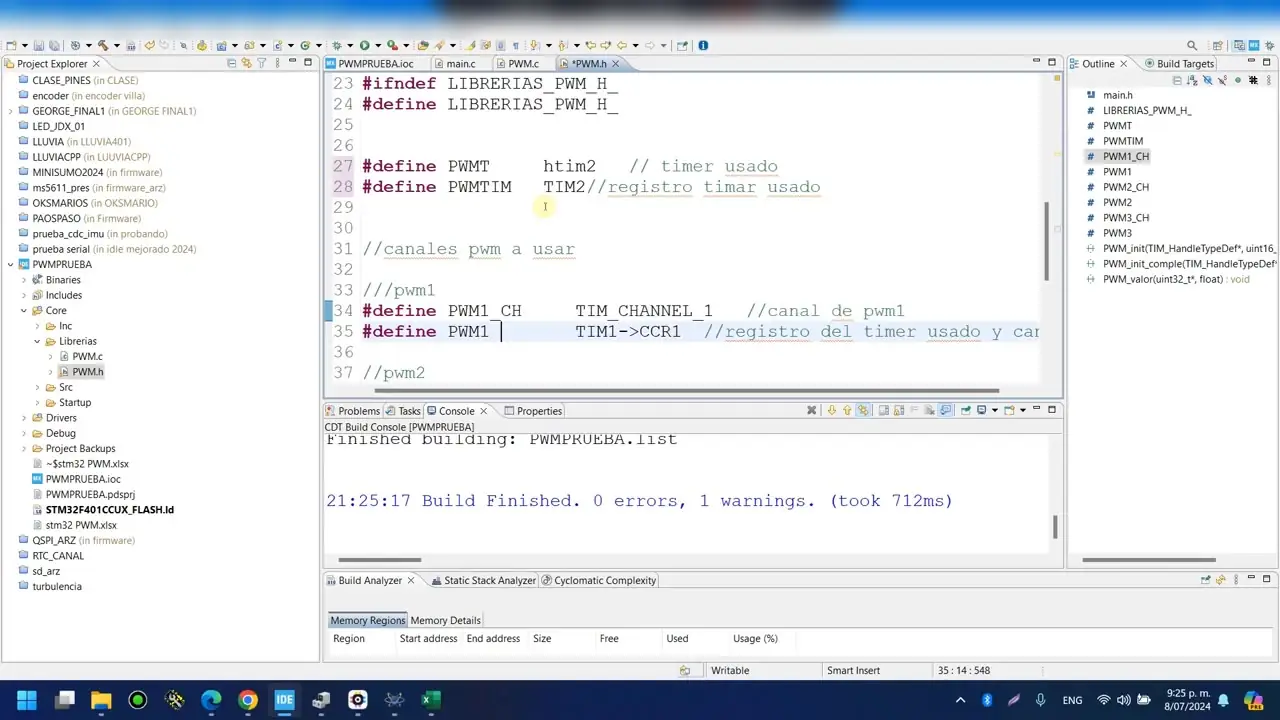 Project Explorer
CLASE_PINES (in CLASE)
encoder (in encoder villa)
GEORGE_FINAL1 (in GEORGE FINAL1)
LED_JDX_01
LLUVIA (in LLUVIA401)
LLUVIACPP (in LUUVIACPP)
MINISUMO2024 (in firmware)
ms5611_pres (in firmware_arz)
OKSMARIOS (in OKSMARIO)
PAOSPASO (in Firmware)
prueba_cdc_imu (in probando)
prueba serial (in idle mejorado 2024)
PWMPRUEBA
Binaries
Includes
Core
Inc
Librerias
PWM.c
PWM.h
Src
Startup
Drivers
Debug
Project Backups
~$stm32 PWM.xlsx
PWMPRUEBA.ioc
PWMPRUEBA.pdsprj
STM32F401CCUX_FLASH.ld
stm32 PWM.xlsx
QSPI_ARZ (in firmware)
RTC_CANAL
sd_arz
turbulencia
PWMPRUEBA.ioc main.c PWM.c *PWM.h
23 #ifndef LIBRERIAS_PWM_H_
24 #define LIBRERIAS_PWM_H_
25
26
27 #define PWMT htim2 // timer usado
28 #define PWMTIM TIM2//registro timar usado
29
30
31 //canales pwm a usar
32
33 ///pwm1
34 #define PWM1_CH TIM_CHANNEL_1 //canal de pwm1
35 #define PWM1 TIM1->CCR1 //registro del timer usado y can
36
37 //pwm2
Problems Tasks Console Properties
CDT Build Console [PWMPRUEBA]
Finished building: PWMPRUEBA.list
21:25:17 Build Finished. 0 errors, 1 warnings. (took 712ms)
Build Analyzer Static Stack Analyzer Cyclomatic Complexity
Memory Regions Memory Details
Region Start address End address Size Free Used Usage (%)
Outline Build Targets
main.h
LIBRERIAS_PWM_H_
PWMT
PWMTIM
PWM1_CH
PWM1
PWM2_CH
PWM2
PWM3_CH
PWM3
PWM_init(TIM_HandleTypeDef*, uint16_
PWM_init_comple(TIM_HandleTypeDef*
PWM_valor(uint32_t*, float) : void
Writable Smart Insert 35 : 14 : 548
IDE
ENG
9:25 p. m.
8/07/2024